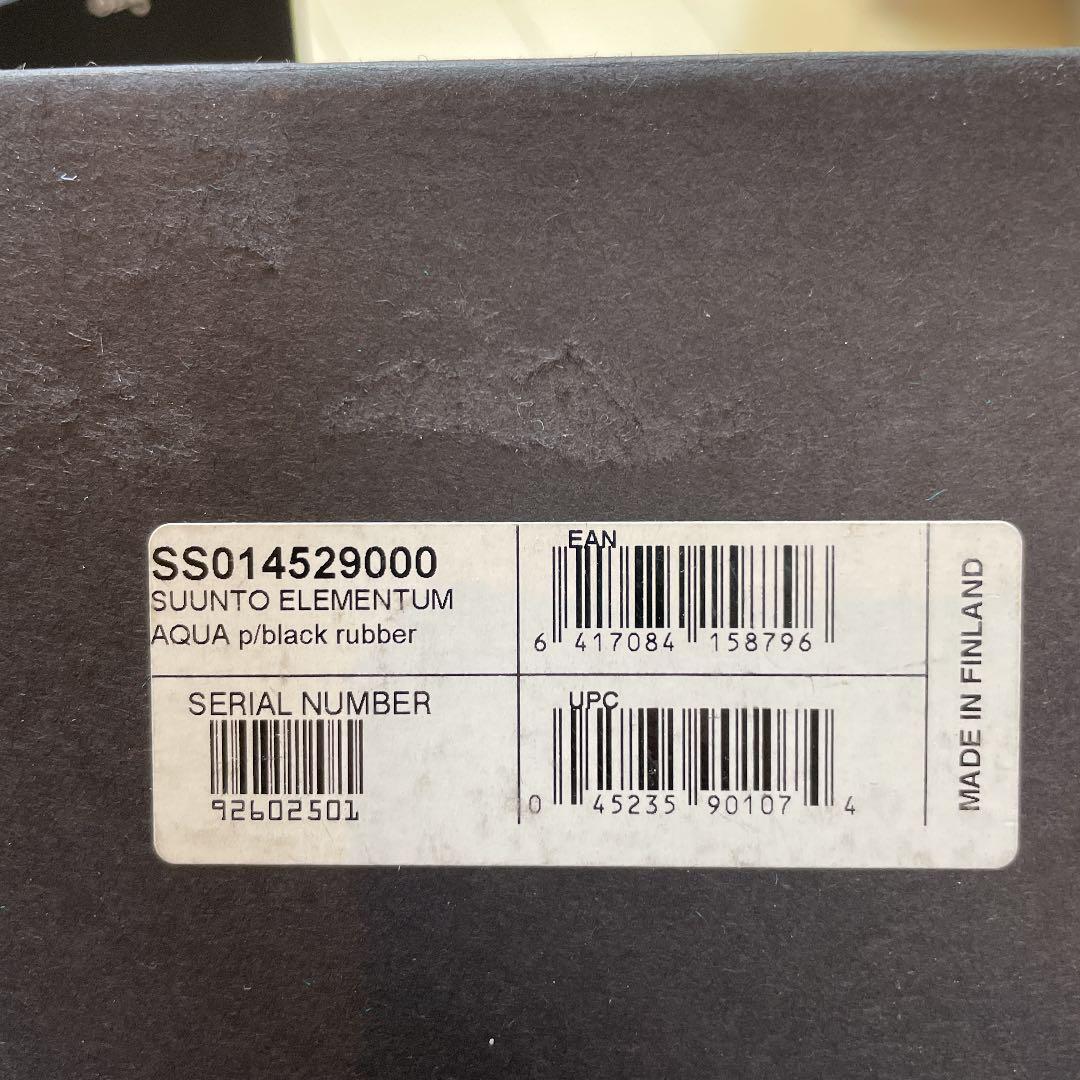 SS014529000
SUUNTO ELEMENTUM
AQUA p/black rubber
EAN
6 417084 158796
SERIAL NUMBER
92602501
UPC
0 45235 90107 4
MADE IN FINLAND